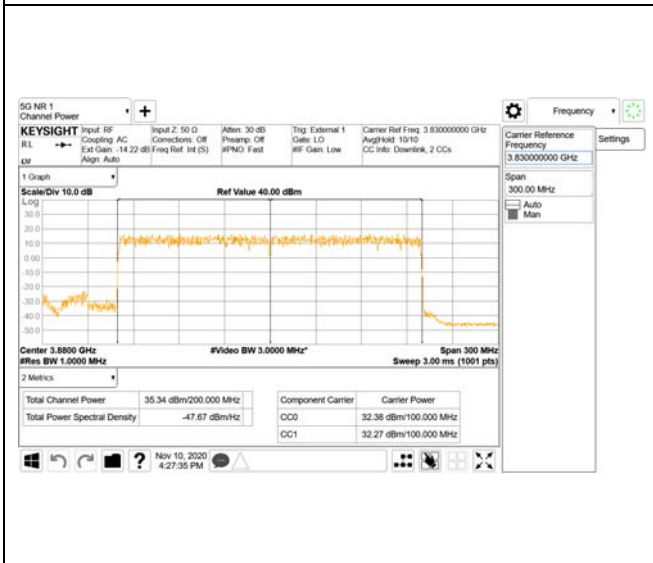 5G NR 1
Channel Power
+
Frequency
KEYSIGHT Input: RF Input Z: 50 Ω Atten: 30 dB Trig: External 1 Carrier Ref Freq: 3.830000000 GHz
RL Coupling: AC Corrections: Off Preamp: Off Gate: LO Avg|Hold: 10/10
Ext Gain: -14.22 dB Freq Ref: Int (S) #PNO: Fast #IF Gain: Low CC Info: Downlink, 2 CCs
Align: Auto
Carrier Reference
Frequency
3.830000000 GHz
Settings
Span
300.00 MHz
Auto
Man
1 Graph
Scale/Div 10.0 dB Ref Value 40.00 dBm
Log
30.0
20.0
10.0
0.00
-10.0
-20.0
-30.0
-40.0
-50.0
Center 3.8800 GHz #Video BW 3.0000 MHz* Span 300 MHz
#Res BW 1.0000 MHz Sweep 3.00 ms (1001 pts)
2 Metrics
Total Channel Power 35.34 dBm/200.000 MHz
Total Power Spectral Density -47.67 dBm/Hz
Component Carrier Carrier Power
CC0 32.38 dBm/100.000 MHz
CC1 32.27 dBm/100.000 MHz
? Nov 10, 2020
4:27:35 PM